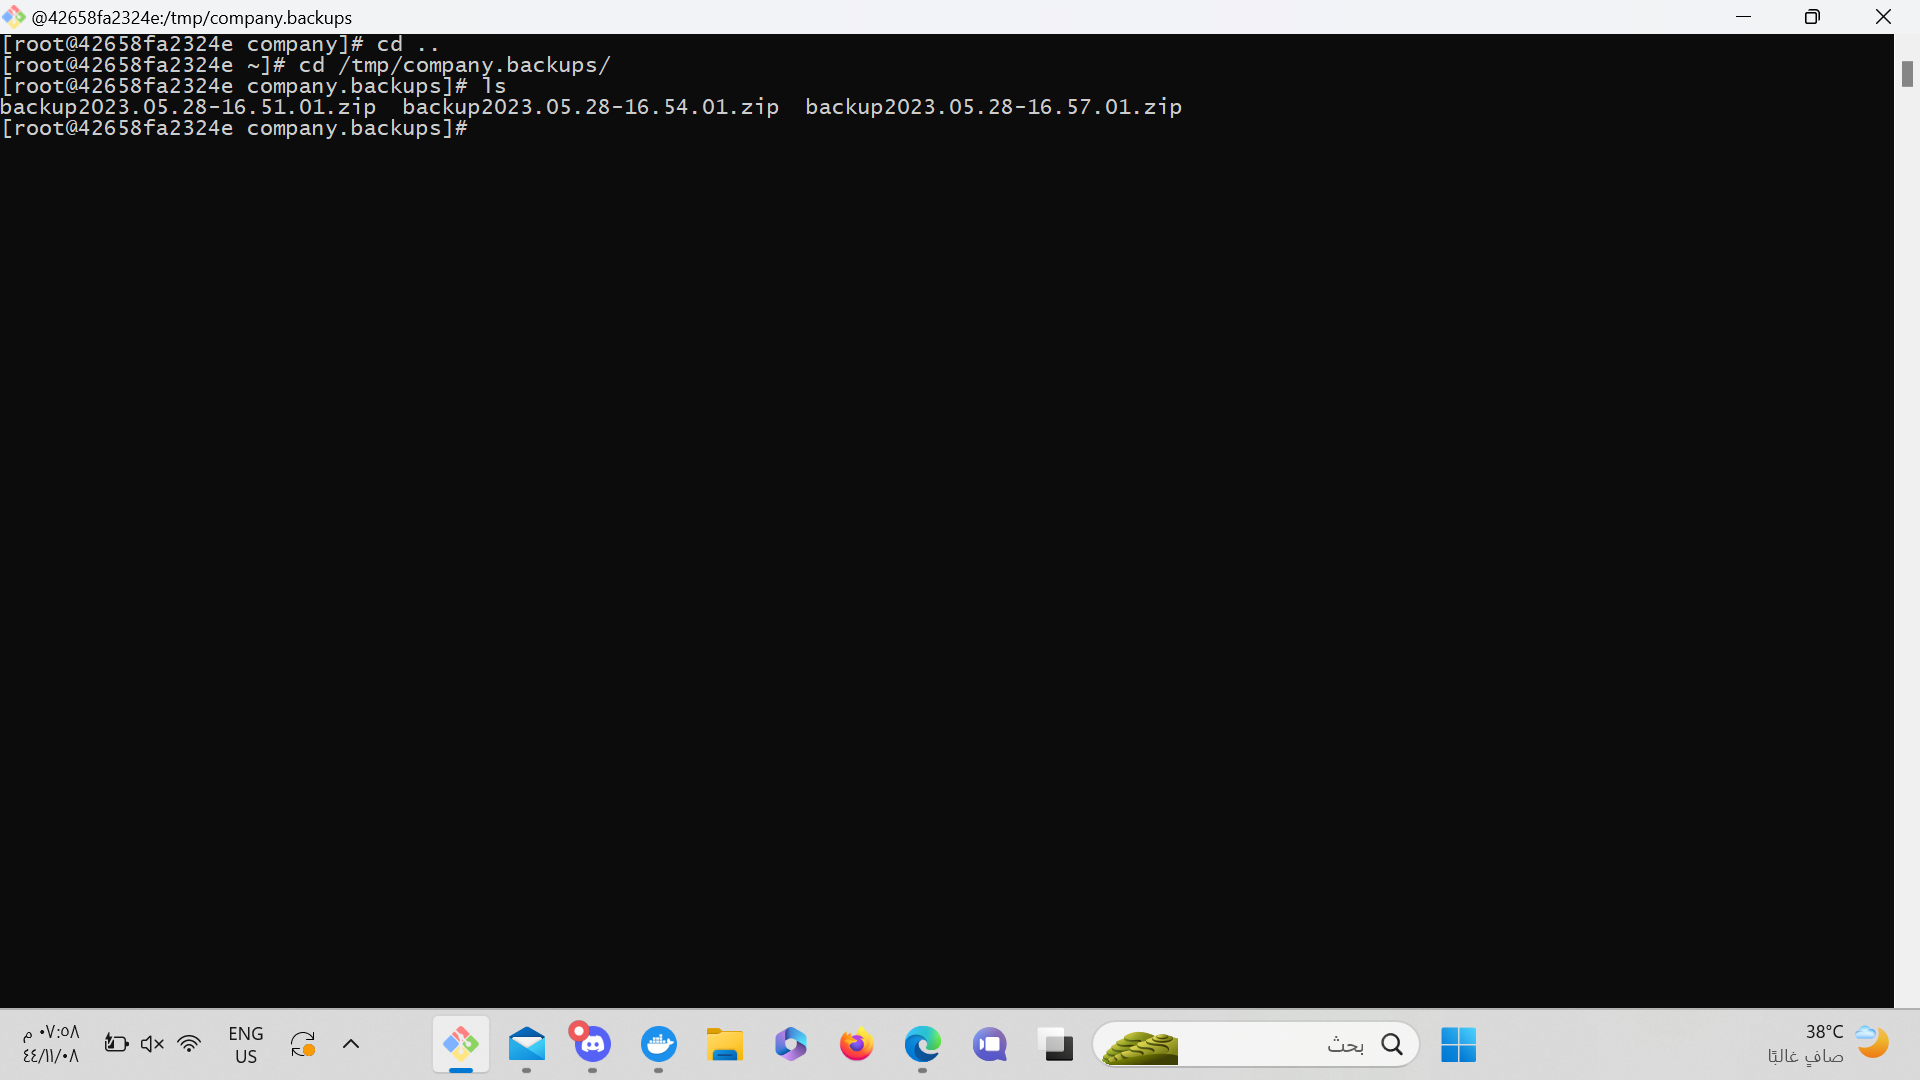 @42658fa2324e:/tmp/company.backups
[root@42658fa2324e company]# cd ..
[root@42658fa2324e ~]# cd /tmp/company.backups/
[root@42658fa2324e company.backups]# ls
backup2023.05.28-16.51.01.zip  backup2023.05.28-16.54.01.zip  backup2023.05.28-16.57.01.zip
[root@42658fa2324e company.backups]#
٠٧:٥٨ م
٤٤/١١/٠٨
ENG
US
بحث
38°C
صافٍ غالبًا